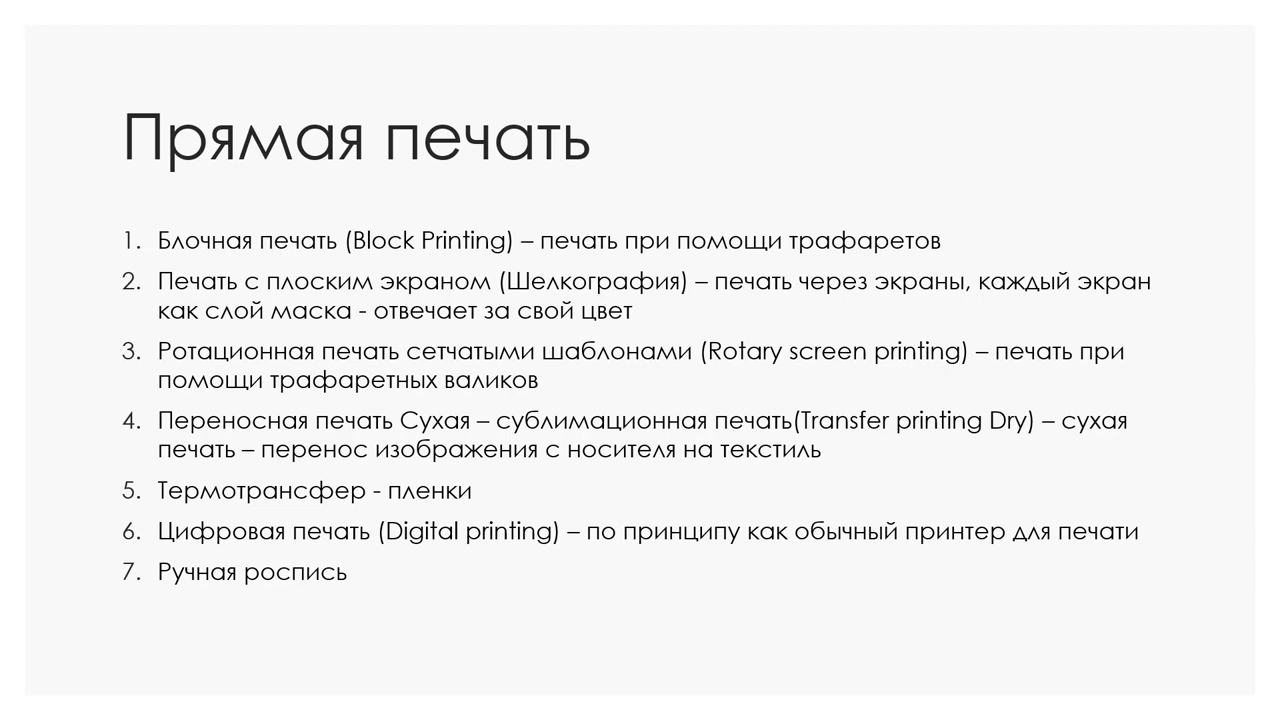 Прямая печать
1. Блочная печать (Block Printing) – печать при помощи трафаретов
2. Печать с плоским экраном (Шелкография) – печать через экраны, каждый экран
как слой маска - отвечает за свой цвет
3. Ротационная печать сетчатыми шаблонами (Rotary screen printing) – печать при
помощи трафаретных валиков
4. Переносная печать Сухая – сублимационная печать(Transfer printing Dry) – сухая
печать – перенос изображения с носителя на текстиль
5. Термотрансфер - пленки
6. Цифровая печать (Digital printing) – по принципу как обычный принтер для печати
7. Ручная роспись